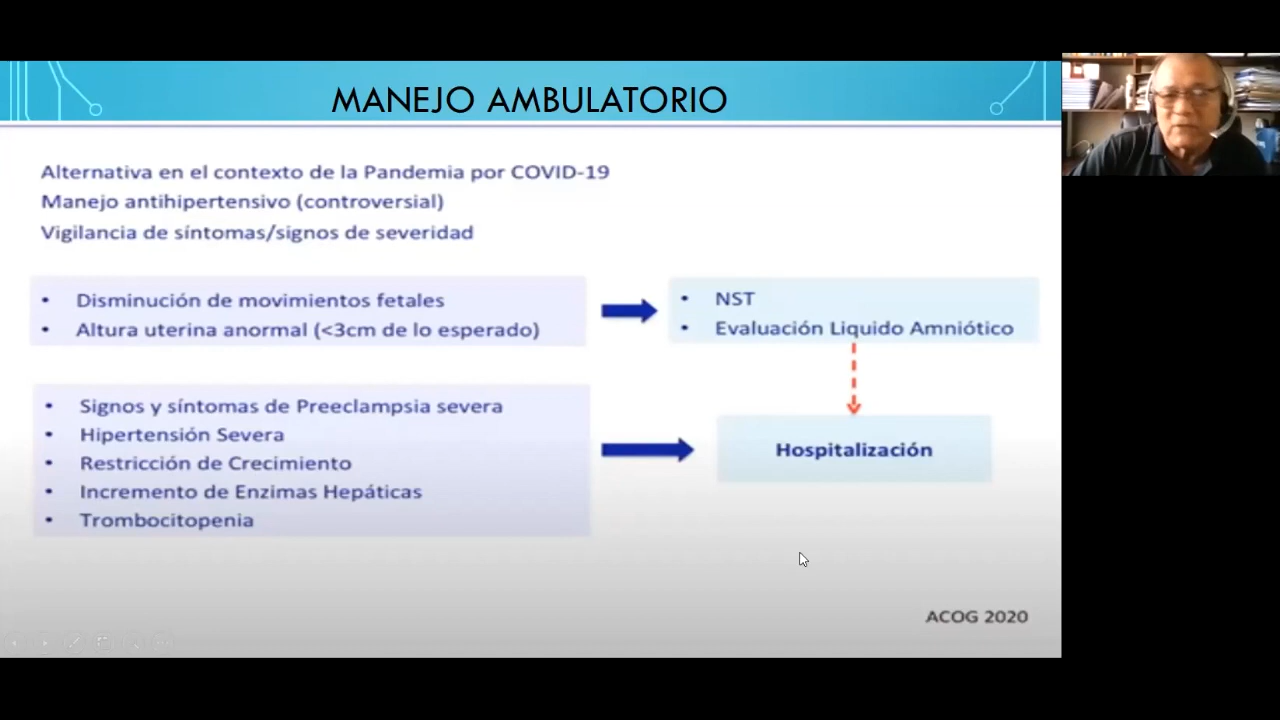 MANEJO AMBULATORIO
Alternativa en el contexto de la Pandemia por COVID-19
Manejo antihipertensivo (controversial)
Vigilancia de síntomas/signos de severidad
• Disminución de movimientos fetales
• Altura uterina anormal (<3cm de lo esperado)
• NST
• Evaluación Liquido Amniótico
• Signos y síntomas de Preeclampsia severa
• Hipertensión Severa
• Restricción de Crecimiento
• Incremento de Enzimas Hepáticas
• Trombocitopenia
Hospitalización
ACOG 2020